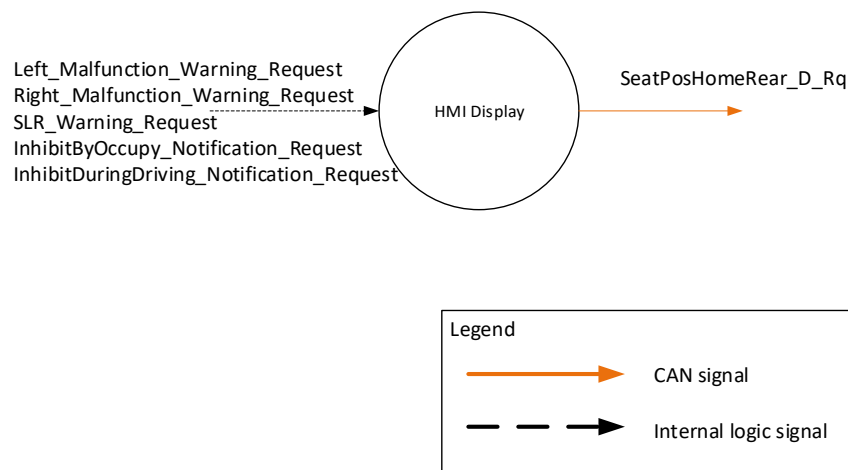 Left_Malfunction_Warning_Request
Right_Malfunction_Warning_Request
SLR_Warning_Request
InhibitByOccupy_Notification_Request
InhibitDuringDriving_Notification_Request
HMI Display
SeatPosHomeRear_D_Rq
Legend
CAN signal
Internal logic signal